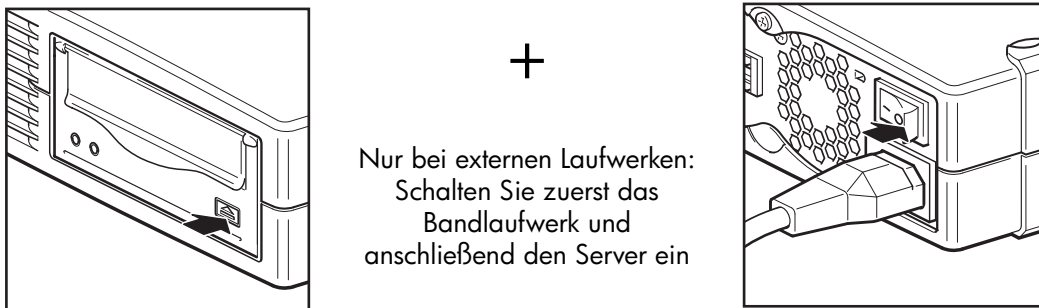 +
Nur bei externen Laufwerken:
Schalten Sie zuerst das
Bandlaufwerk und
anschließend den Server ein